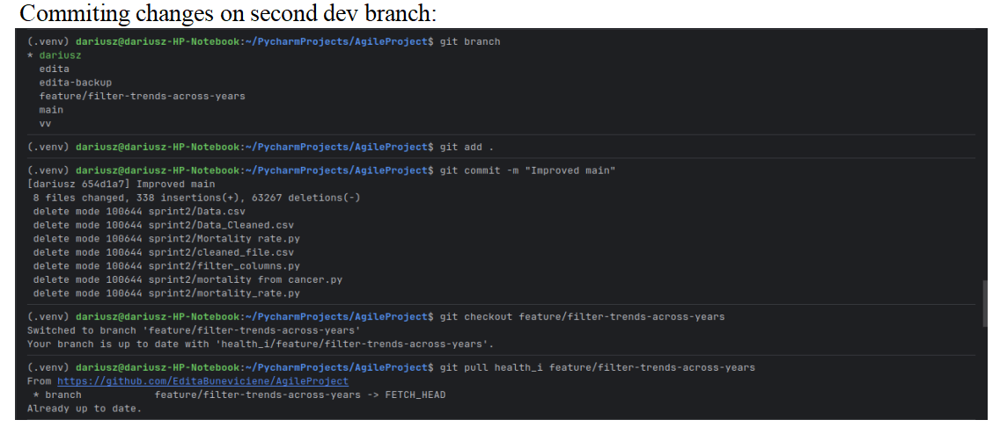 Commiting changes on second dev branch:
(.venv) dariusz@dariusz-HP-Notebook:~/PycharmProjects/AgileProject$ git branch
* dariusz
edita
edita-backup
feature/filter-trends-across-years
main
vv
(.venv) dariusz@dariusz-HP-Notebook:~/PycharmProjects/AgileProject$ git add .
(.venv) dariusz@dariusz-HP-Notebook:~/PycharmProjects/AgileProject$ git commit -m "Improved main"
[dariusz 654d1a7] Improved main
8 files changed, 338 insertions(+), 63267 deletions(-)
delete mode 100644 sprint2/Data.csv
delete mode 100644 sprint2/Data_Cleaned.csv
delete mode 100644 sprint2/Mortality rate.py
delete mode 100644 sprint2/cleaned_file.csv
delete mode 100644 sprint2/filter_columns.py
delete mode 100644 sprint2/mortality from cancer.py
delete mode 100644 sprint2/mortality_rate.py
(.venv) dariusz@dariusz-HP-Notebook:~/PycharmProjects/AgileProject$ git checkout feature/filter-trends-across-years
Switched to branch 'feature/filter-trends-across-years'
Your branch is up to date with 'health_i/feature/filter-trends-across-years'.
(.venv) dariusz@dariusz-HP-Notebook:~/PycharmProjects/AgileProject$ git pull health_i feature/filter-trends-across-years
From https://github.com/EditaBuneviciene/AgileProject
* branch feature/filter-trends-across-years -> FETCH_HEAD
Already up to date.